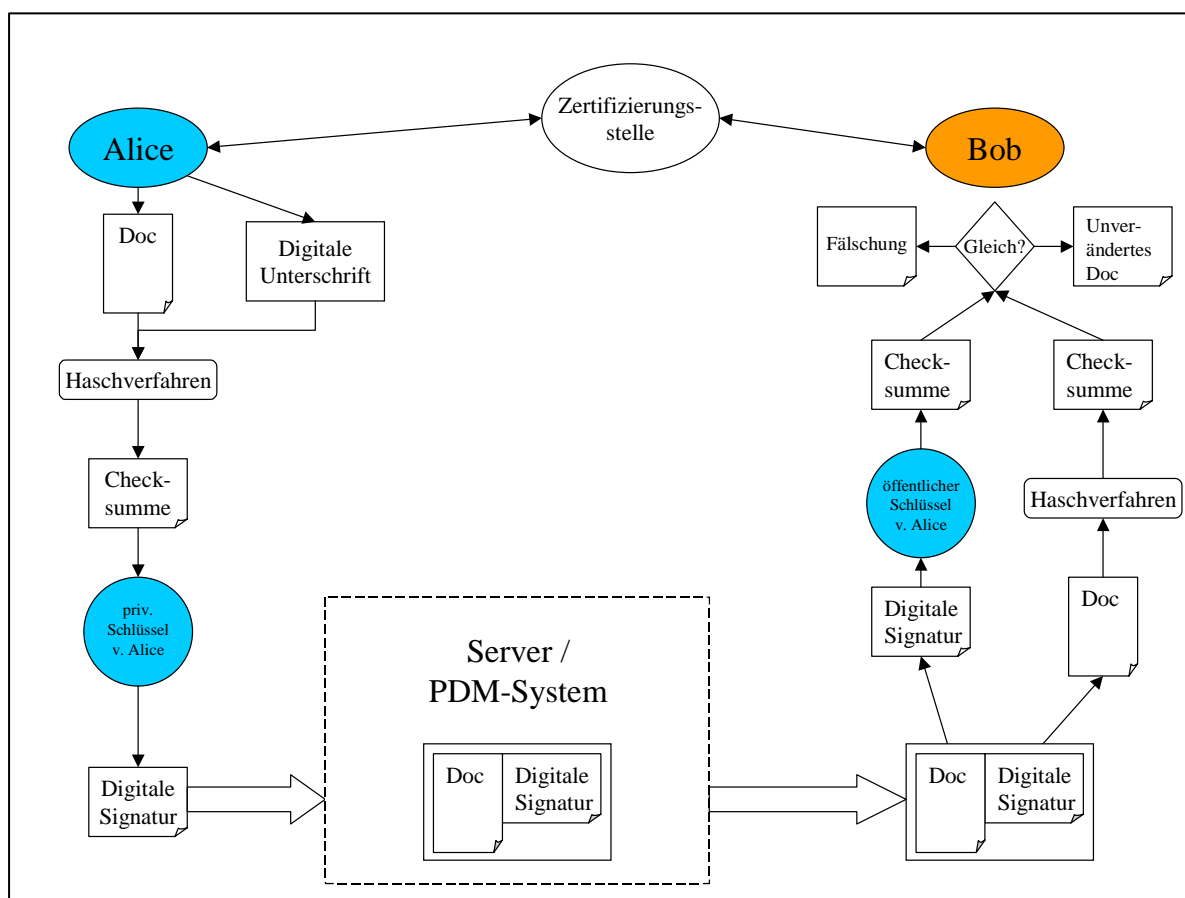 Zertifizierungs-
stelle
Alice
Bob
Doc
Digitale
Unterschrift
Haschverfahren
Check-
summe
priv.
Schlüssel
v. Alice
Digitale
Signatur
Server /
PDM-System
Doc
Digitale
Signatur
Doc
Digitale
Signatur
Digitale
Signatur
öffentlicher
Schlüssel
v. Alice
Check-
summe
Doc
Haschverfahren
Check-
summe
Gleich?
Fälschung
Unver-
ändertes
Doc